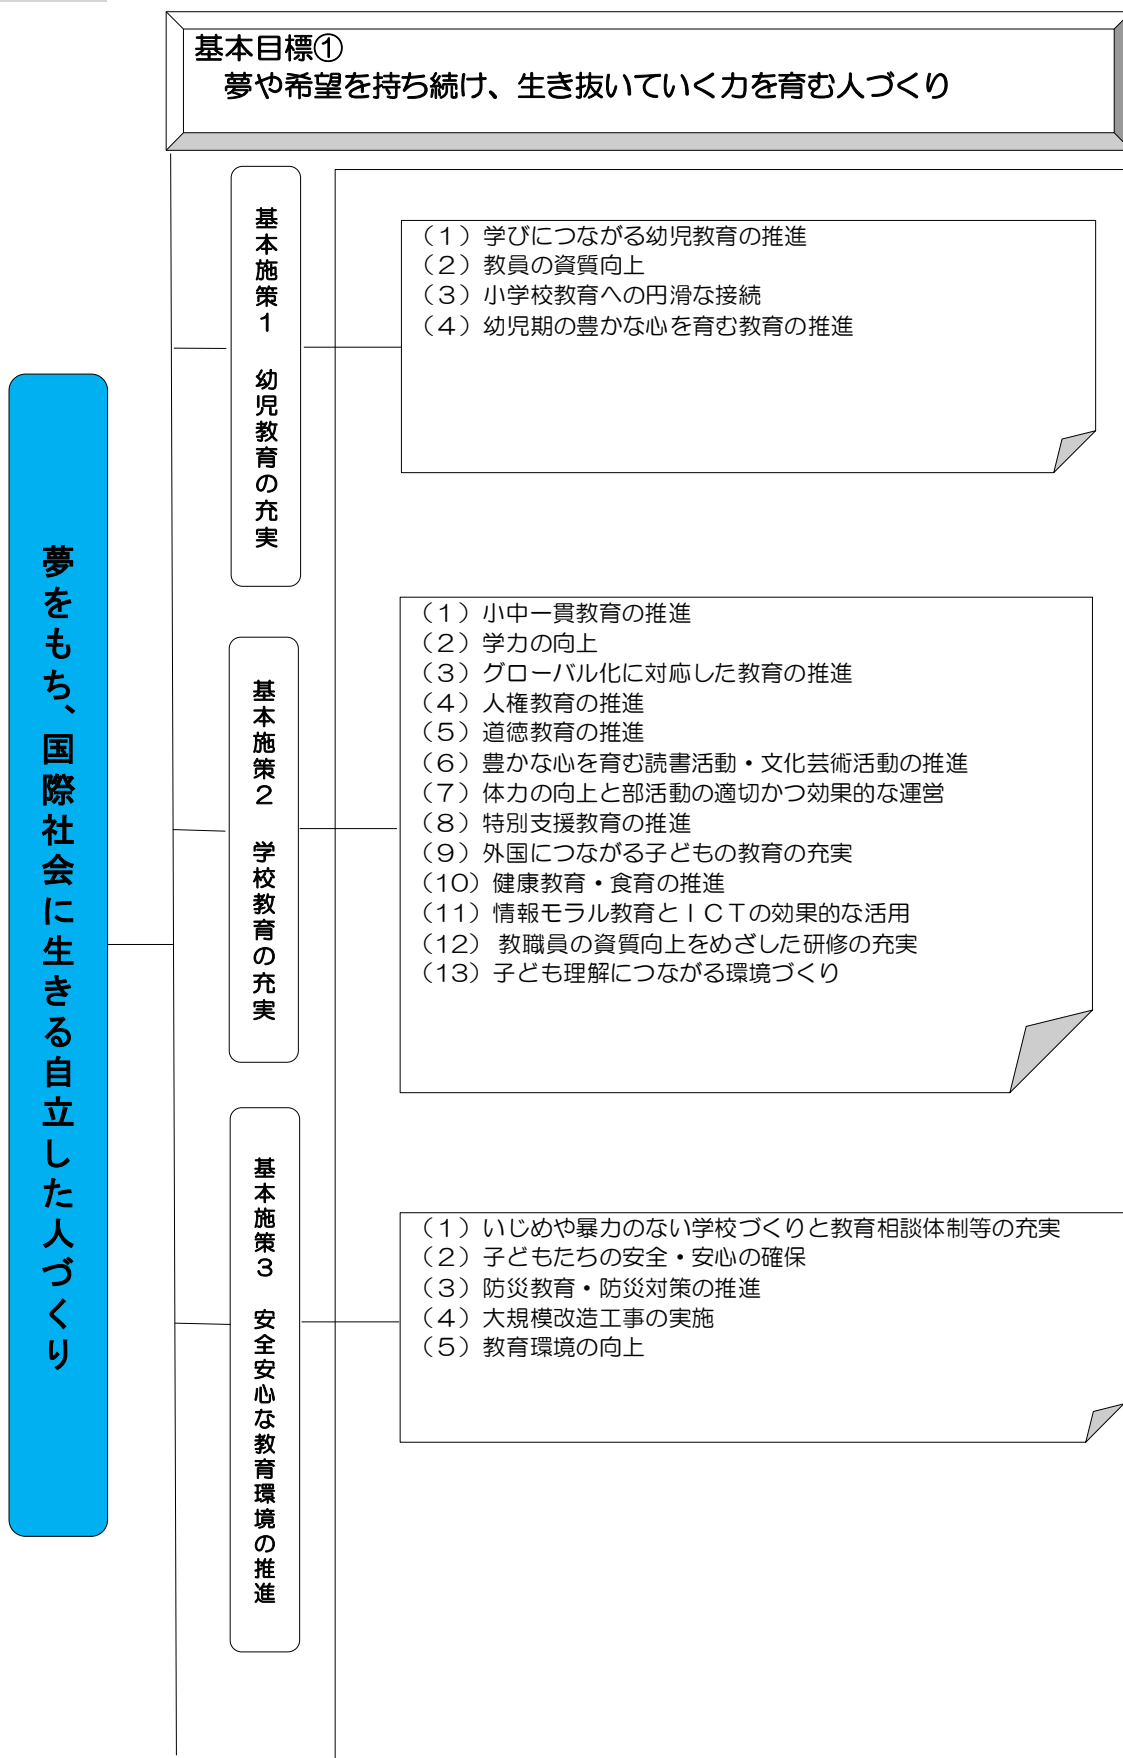 基本目標①
夢や希望を持ち続け、生き抜いていく力を育む人づくり
夢をもち、国際社会に生きる自立した人づくり
基本施策1 幼児教育の充実
（1）学びにつながる幼児教育の推進
（2）教員の資質向上
（3）小学校教育への円滑な接続
（4）幼児期の豊かな心を育む教育の推進
基本施策2 学校教育の充実
（1）小中一貫教育の推進
（2）学力の向上
（3）グローバル化に対応した教育の推進
（4）人権教育の推進
（5）道徳教育の推進
（6）豊かな心を育む読書活動・文化芸術活動の推進
（7）体力の向上と部活動の適切かつ効果的な運営
（8）特別支援教育の推進
（9）外国につながる子どもの教育の充実
（10）健康教育・食育の推進
（11）情報モラル教育とＩＣＴの効果的な活用
（12） 教職員の資質向上をめざした研修の充実
（13）子ども理解につながる環境づくり
基本施策3 安全安心な教育環境の推進
（1）いじめや暴力のない学校づくりと教育相談体制等の充実
（2）子どもたちの安全・安心の確保
（3）防災教育・防災対策の推進
（4）大規模改造工事の実施
（5）教育環境の向上